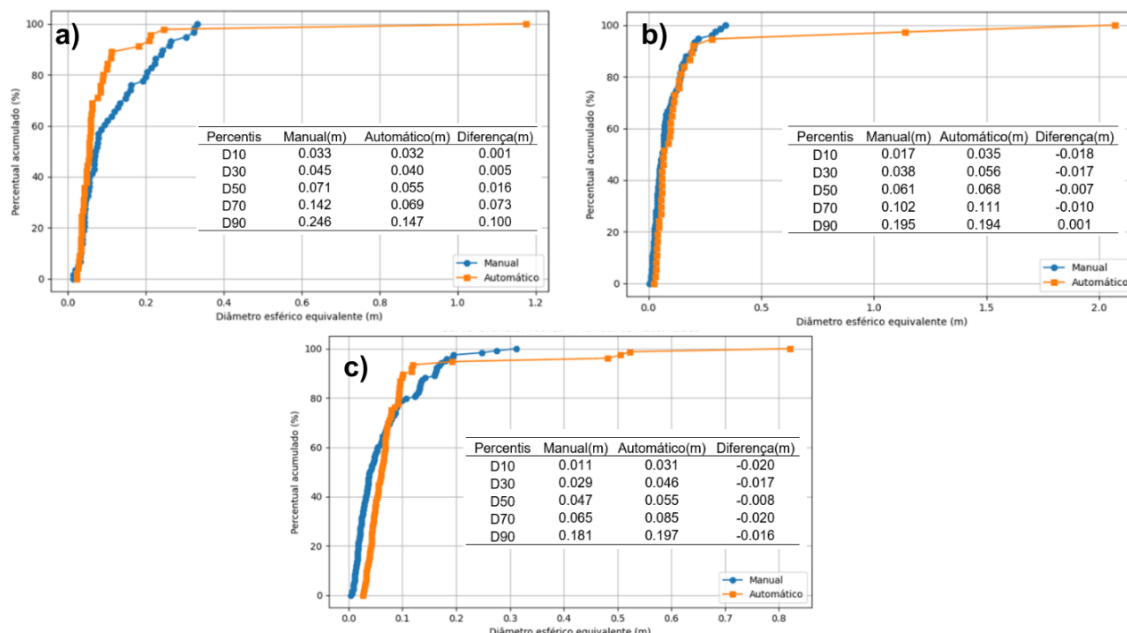 a)
Percentual acumulado (%)
100
80
60
40
20
0
Percentis Manual(m) Automático(m) Diferença(m)
D10 0.033 0.032 0.001
D30 0.045 0.040 0.005
D50 0.071 0.055 0.016
D70 0.142 0.069 0.073
D90 0.246 0.147 0.100
Manual
Automático
0.0 0.2 0.4 0.6 0.8 1.0 1.2
Diâmetro esférico equivalente (m)
b)
Percentual acumulado (%)
100
80
60
40
20
0
Percentis Manual(m) Automático(m) Diferença(m)
D10 0.017 0.035 -0.018
D30 0.038 0.056 -0.017
D50 0.061 0.068 -0.007
D70 0.102 0.111 -0.010
D90 0.195 0.194 0.001
Manual
Automático
0.0 0.5 1.0 1.5 2.0
Diâmetro esférico equivalente (m)
c)
Percentual acumulado (%)
100
80
60
40
20
0
Percentis Manual(m) Automático(m) Diferença(m)
D10 0.011 0.031 -0.020
D30 0.029 0.046 -0.017
D50 0.047 0.055 -0.008
D70 0.065 0.085 -0.020
D90 0.181 0.197 -0.016
Manual
Automático
0.0 0.1 0.2 0.3 0.4 0.5 0.6 0.7 0.8
Diâmetro esférico equivalente (m)